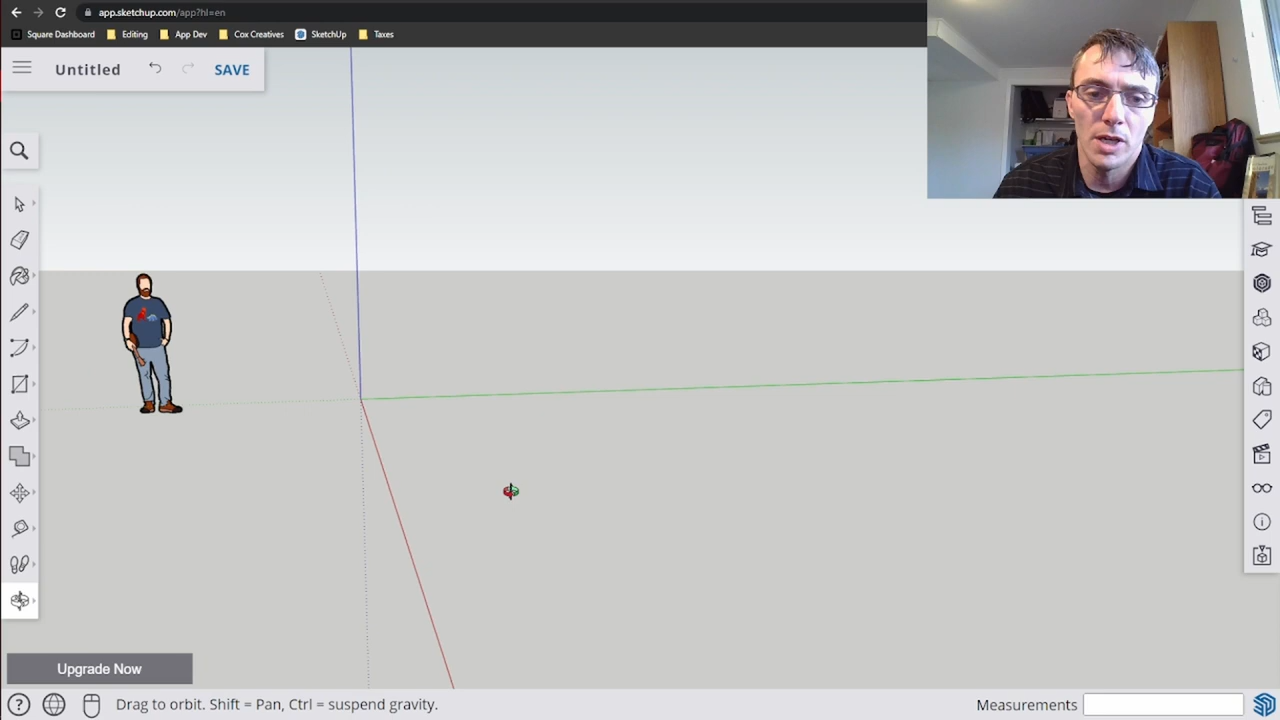 app.sketchup.com/app?hl=en
Square Dashboard Editing App Dev Cox Creatives SketchUp Taxes
Untitled SAVE
Upgrade Now
Drag to orbit. Shift = Pan, Ctrl = suspend gravity.
Measurements